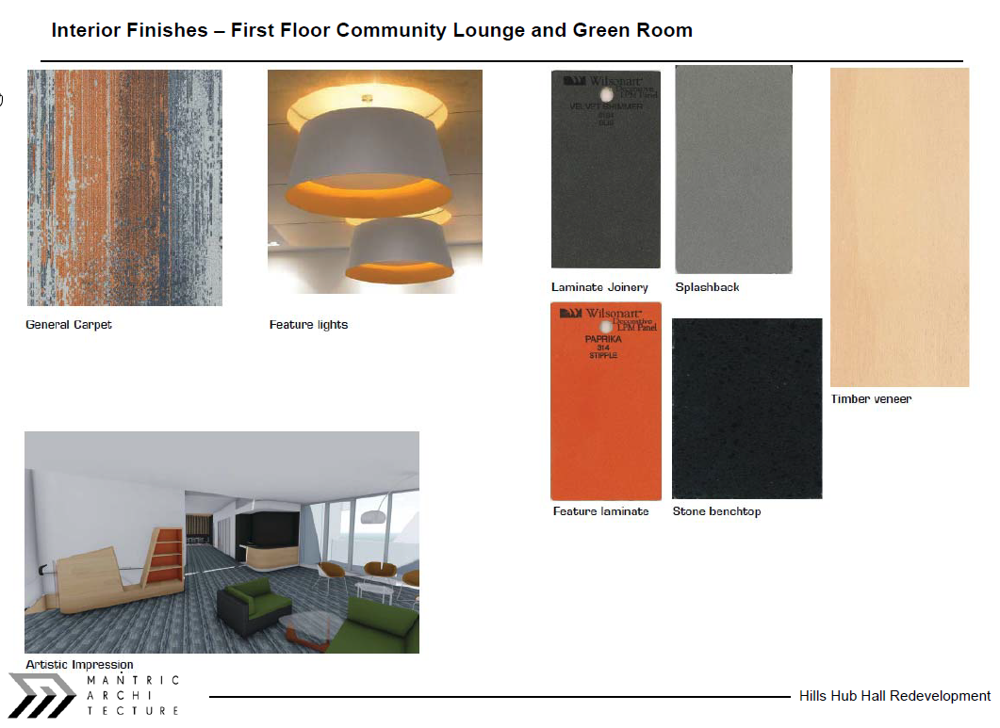 Interior Finishes – First Floor Community Lounge and Green Room
General Carpet
Feature lights
Wilsonart
Decorative
LPM Panel
VELVET SHIMMER
Laminate Joinery
Splashback
Wilsonart
Decorative
LPM Panel
PAPRIKA
314
STIPPLE
Feature laminate
Stone benchtop
Timber veneer
Artistic Impression
MANTRIC
ARCHI
TECTURE
Hills Hub Hall Redevelopment